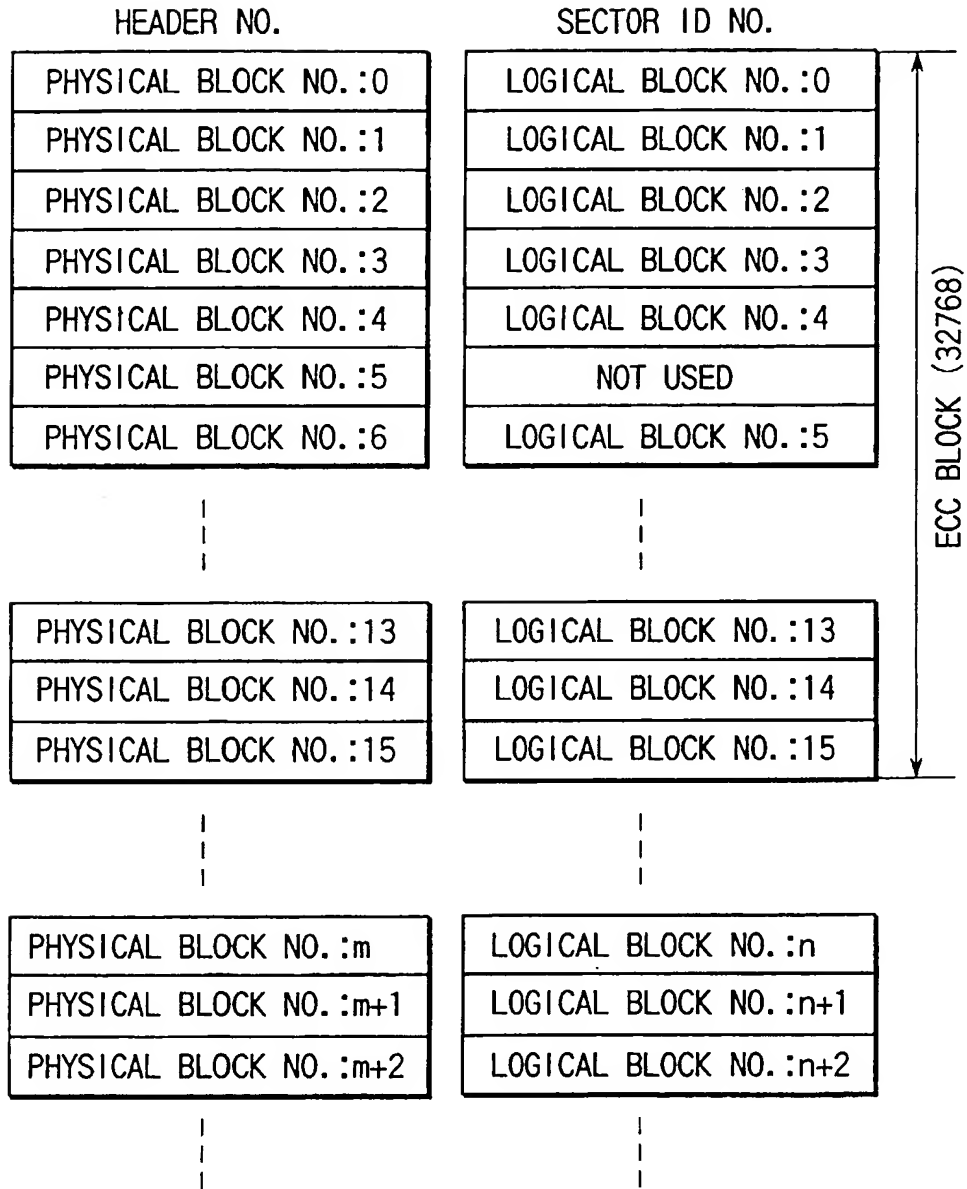 HEADER NO.
PHYSICAL BLOCK NO.:0
PHYSICAL BLOCK NO.:1
PHYSICAL BLOCK NO.:2
PHYSICAL BLOCK NO.:3
PHYSICAL BLOCK NO.:4
PHYSICAL BLOCK NO.:5
PHYSICAL BLOCK NO.:6
PHYSICAL BLOCK NO.:13
PHYSICAL BLOCK NO.:14
PHYSICAL BLOCK NO.:15
PHYSICAL BLOCK NO.:m
PHYSICAL BLOCK NO.:m+1
PHYSICAL BLOCK NO.:m+2
SECTOR ID NO.
LOGICAL BLOCK NO.:0
LOGICAL BLOCK NO.:1
LOGICAL BLOCK NO.:2
LOGICAL BLOCK NO.:3
LOGICAL BLOCK NO.:4
NOT USED
LOGICAL BLOCK NO.:5
LOGICAL BLOCK NO.:13
LOGICAL BLOCK NO.:14
LOGICAL BLOCK NO.:15
LOGICAL BLOCK NO.:n
LOGICAL BLOCK NO.:n+1
LOGICAL BLOCK NO.:n+2
ECC BLOCK (32768)